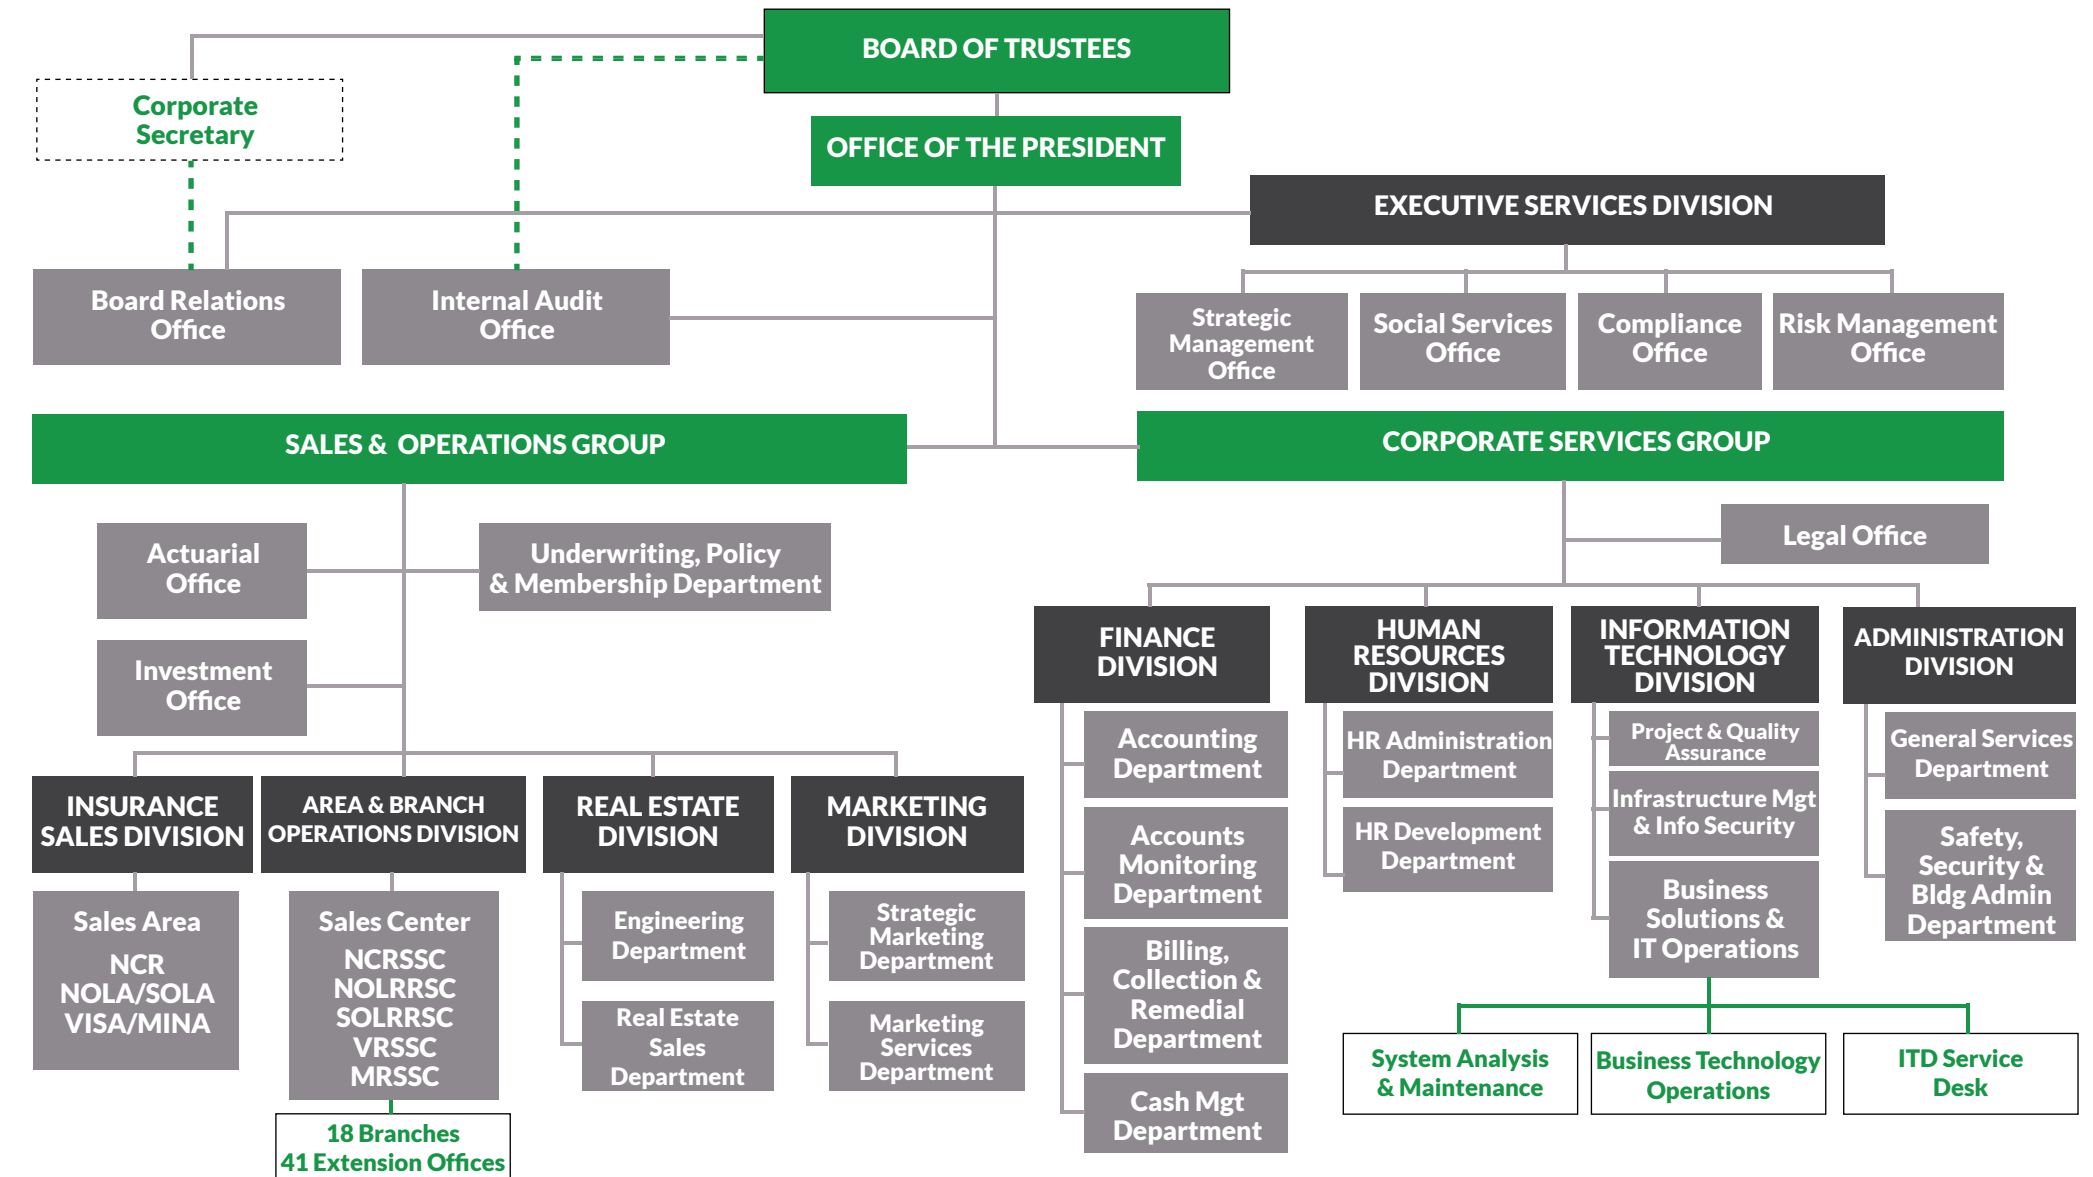 BOARD OF TRUSTEES
Corporate
Secretary
OFFICE OF THE PRESIDENT
EXECUTIVE SERVICES DIVISION
Board Relations
Office
Internal Audit
Office
Strategic
Management
Office
Social Services
Office
Compliance
Office
Risk Management
Office
SALES & OPERATIONS GROUP
CORPORATE SERVICES GROUP
Actuarial
Office
Underwriting, Policy
& Membership Department
Legal Office
Investment
Office
INSURANCE
SALES DIVISION
AREA & BRANCH
OPERATIONS DIVISION
REAL ESTATE
DIVISION
MARKETING
DIVISION
Sales Area
NCR
NOLA/SOLA
VISA/MINA
Sales Center
NCRSSC
NOLRRSC
SOLRRSC
VRSSC
MRSSC
18 Branches
41 Extension Offices
Engineering
Department
Real Estate
Sales
Department
Strategic
Marketing
Department
Marketing
Services
Department
FINANCE
DIVISION
HUMAN
RESOURCES
DIVISION
INFORMATION
TECHNOLOGY
DIVISION
ADMINISTRATION
DIVISION
Accounting
Department
Accounts
Monitoring
Department
Billing,
Collection &
Remedial
Department
Cash Mgt
Department
HR Administration
Department
HR Development
Department
Project & Quality
Assurance
Infrastructure Mgt
& Info Security
Business
Solutions &
IT Operations
General Services
Department
Safety,
Security &
Bldg Admin
Department
System Analysis
& Maintenance
Business Technology
Operations
ITD Service
Desk